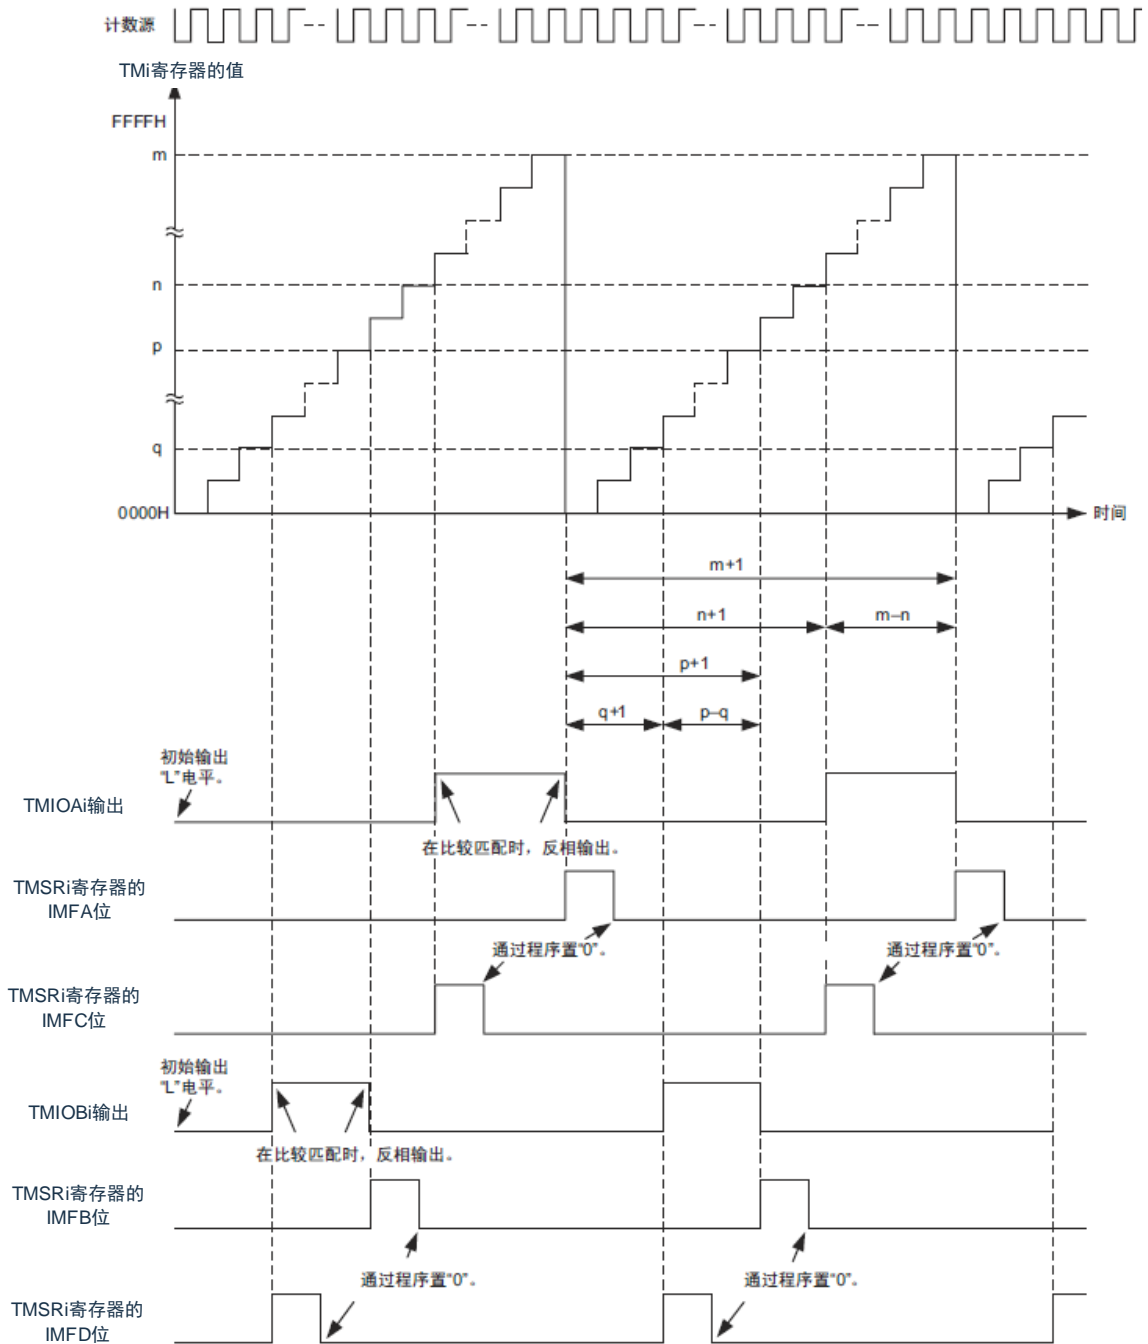 计数源
TMi寄存器的值
FFFFH
m
n
p
q
0000H
时间
m+1
n+1
m–n
p+1
q+1
p–q
初始输出
“L”电平。
TMIOAi输出
在比较匹配时，反相输出。
TMSRi寄存器的
IMFA位
通过程序置“0”。
通过程序置“0”。
TMSRi寄存器的
IMFC位
初始输出
“L”电平。
TMIOBi输出
在比较匹配时，反相输出。
TMSRi寄存器的
IMFB位
通过程序置“0”。
通过程序置“0”。
TMSRi寄存器的
IMFD位